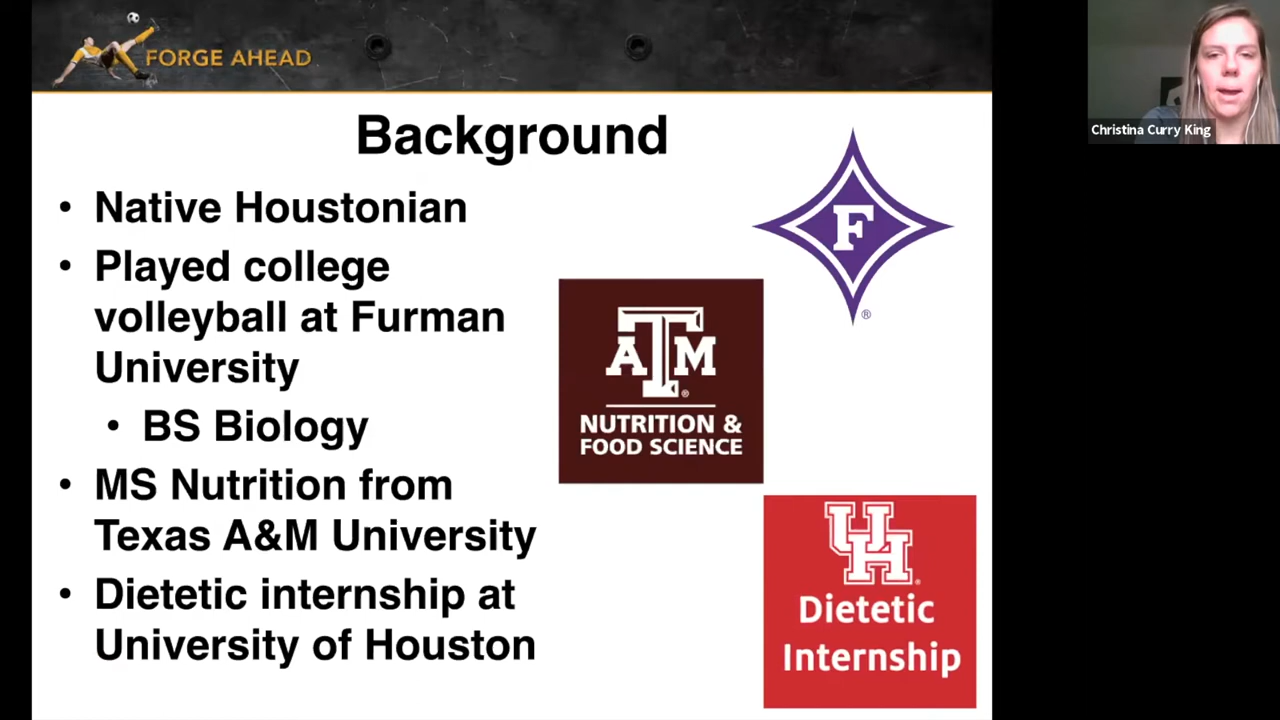 FORGE AHEAD
Christina Curry King
Background
• Native Houstonian
• Played college
volleyball at Furman
University
• BS Biology
• MS Nutrition from
Texas A&M University
• Dietetic internship at
University of Houston
F
®
ATM
®
NUTRITION &
FOOD SCIENCE
UH
Dietetic
Internship